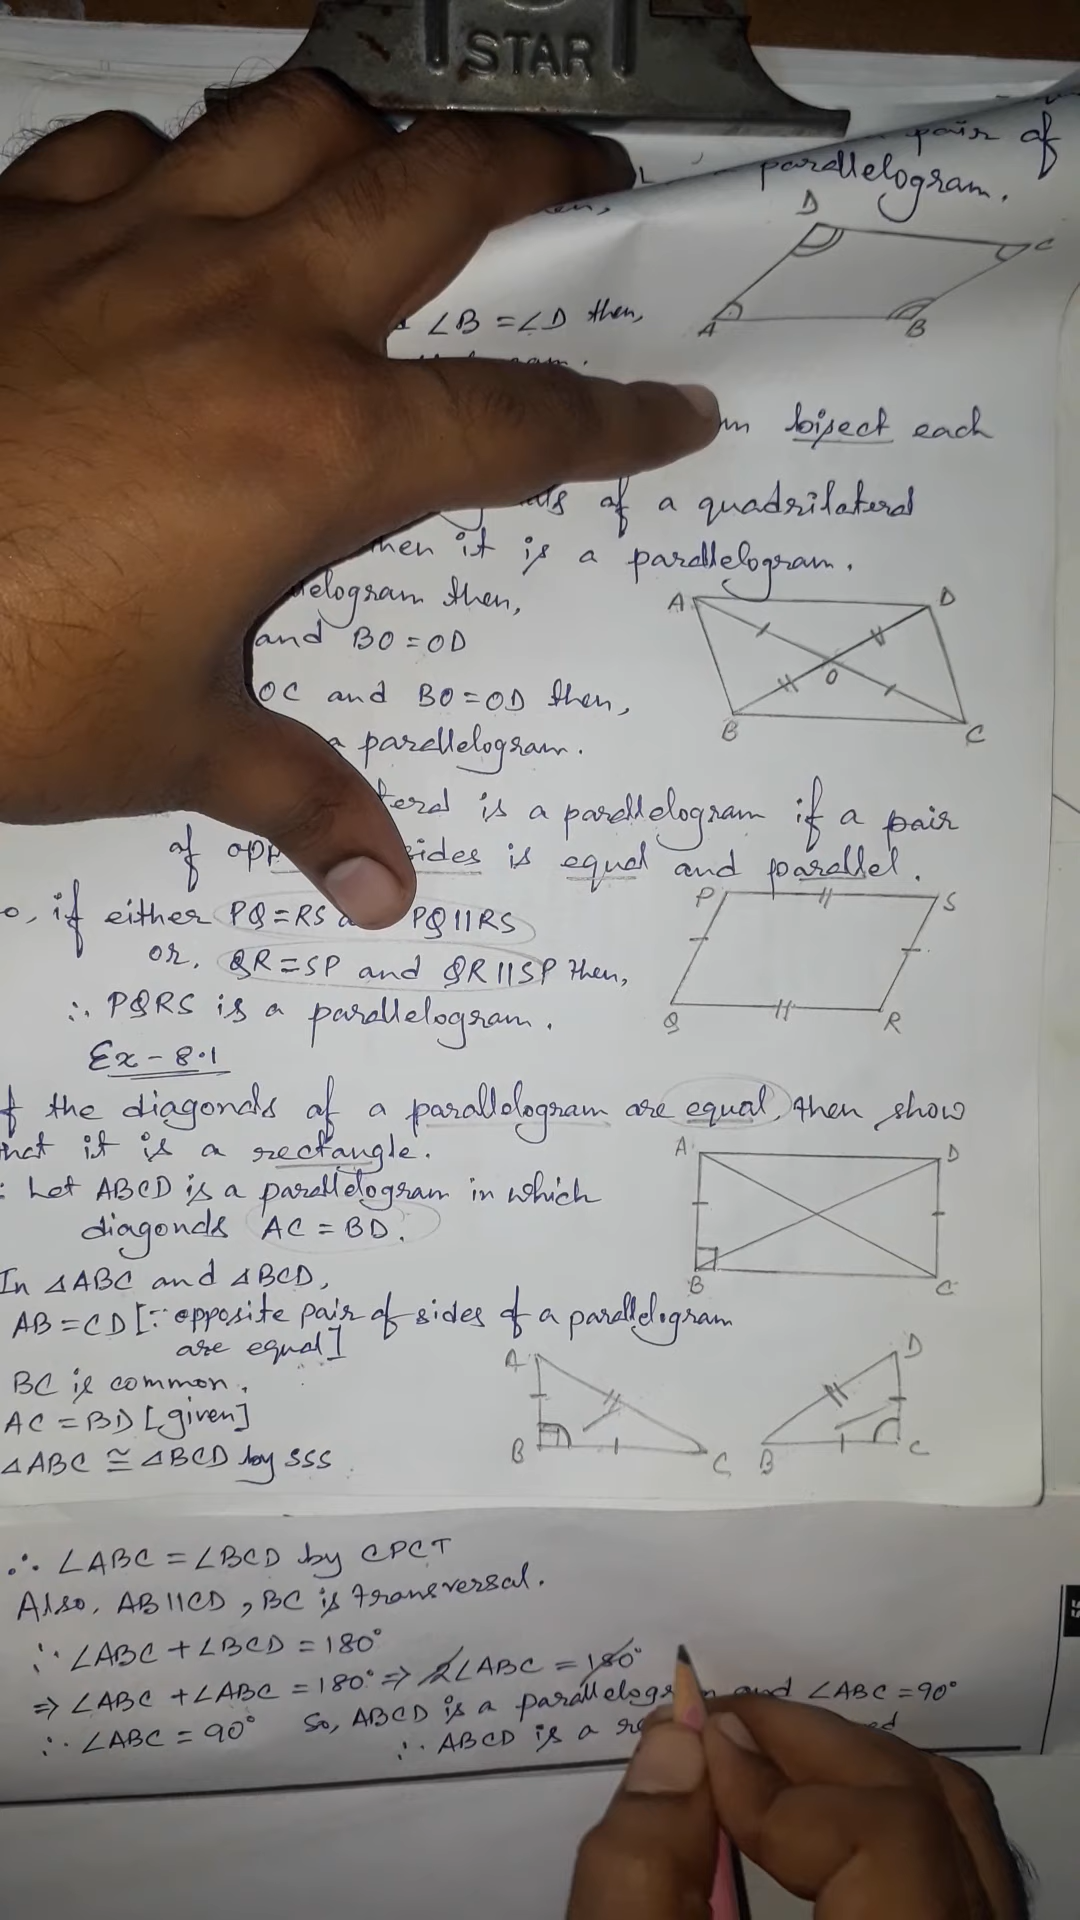 STAR
pair of
parallelogram.
D
C
A
B
∠B = ∠D then,
bisect each
of a quadrilateral
then it is a parallelogram.
then,
A
D
and BO = OD
O
OC and BO = OD then,
B
C
a parallelogram.
is a parallelogram if a pair
of sides is equal and parallel.
P
S
if either PQ = RS PQ || RS
or, QR = SP and QR || SP then,
∴ PQRS is a parallelogram.
Q
R
Ex - 8.1
the diagonals of a parallologram are equal, then show
it is a rectangle.
A
D
: Let ABCD is a parallelogram in which
diagonals AC = BD.
B
C
In △ABC and △BCD,
AB = CD [∵ opposite pair of sides of a parallelogram
are equal]
A
D
BC is common.
AC = BD [given]
B
C
B
C
△ABC ≅ △BCD by SSS
∴ ∠ABC = ∠BCD by CPCT
Also, AB || CD, BC is transversal.
∴ ∠ABC + ∠BCD = 180°
⇒ ∠ABC + ∠ABC = 180° ⇒ 2∠ABC = 180°
∴ ∠ABC = 90° So, ABCD is a and ∠ABC = 90°
∴ ABCD is a